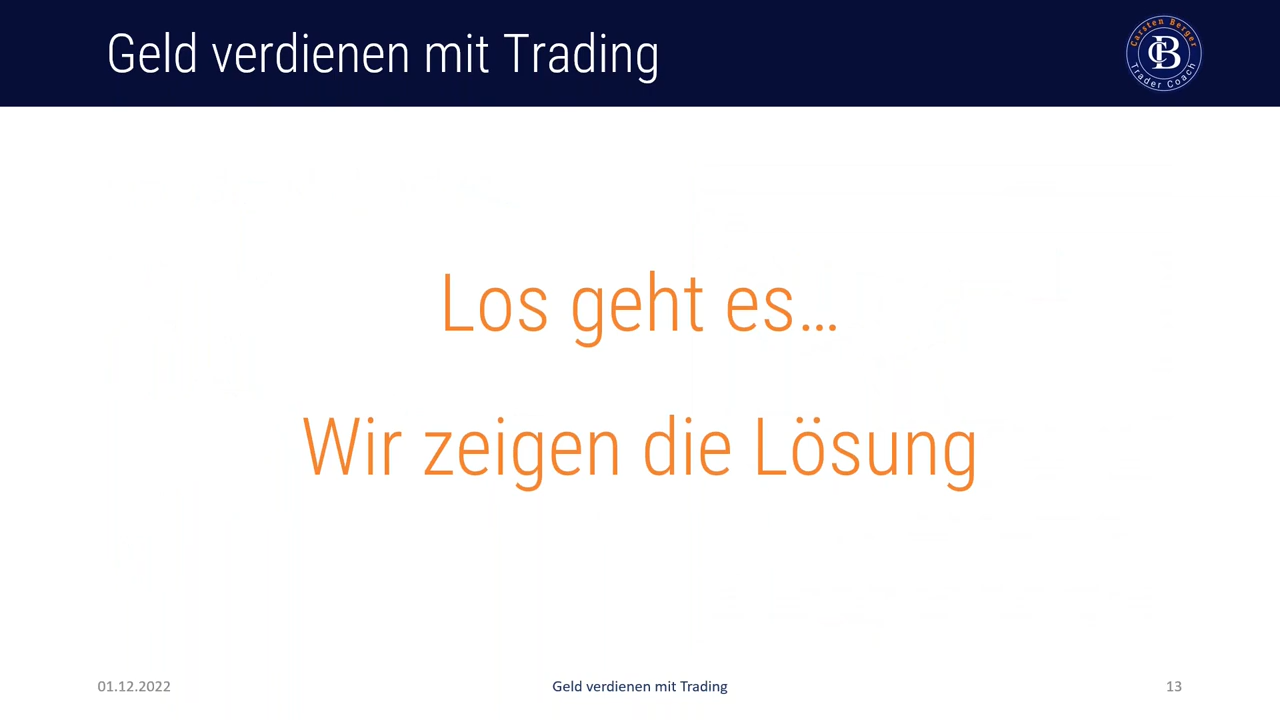 Geld verdienen mit Trading
Carsten Berger
CB
Trader Coach
Los geht es...
Wir zeigen die Lösung
01.12.2022
Geld verdienen mit Trading
13